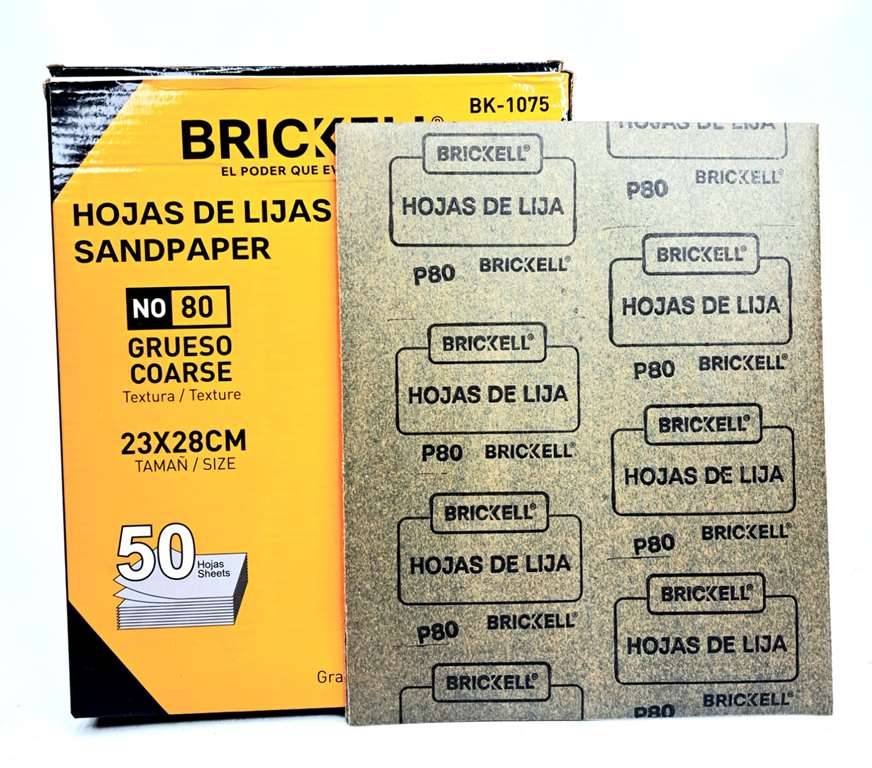 BK-1075
BRICKELL®
EL PODER QUE
HOJAS DE LIJAS
SANDPAPER
NO 80
GRUESO
COARSE
Textura / Texture
23X28CM
TAMAÑ / SIZE
50 Hojas
Sheets
BRICKELL®
HOJAS DE LIJA
P80 BRICKELL®
BRICKELL®
HOJAS DE LIJA
P80 BRICKELL®
BRICKELL®
HOJAS DE LIJA
P80 BRICKELL®
BRICKELL®
HOJAS DE LIJA
P80 BRICKELL®
BRICKELL®
HOJAS DE LIJA
P80 BRICKELL®
BRICKELL®
HOJAS DE LIJA
P80 BRICKELL®
BRICKELL®
HOJAS DE LIJA
P80 BRICKELL®
BRICKELL®